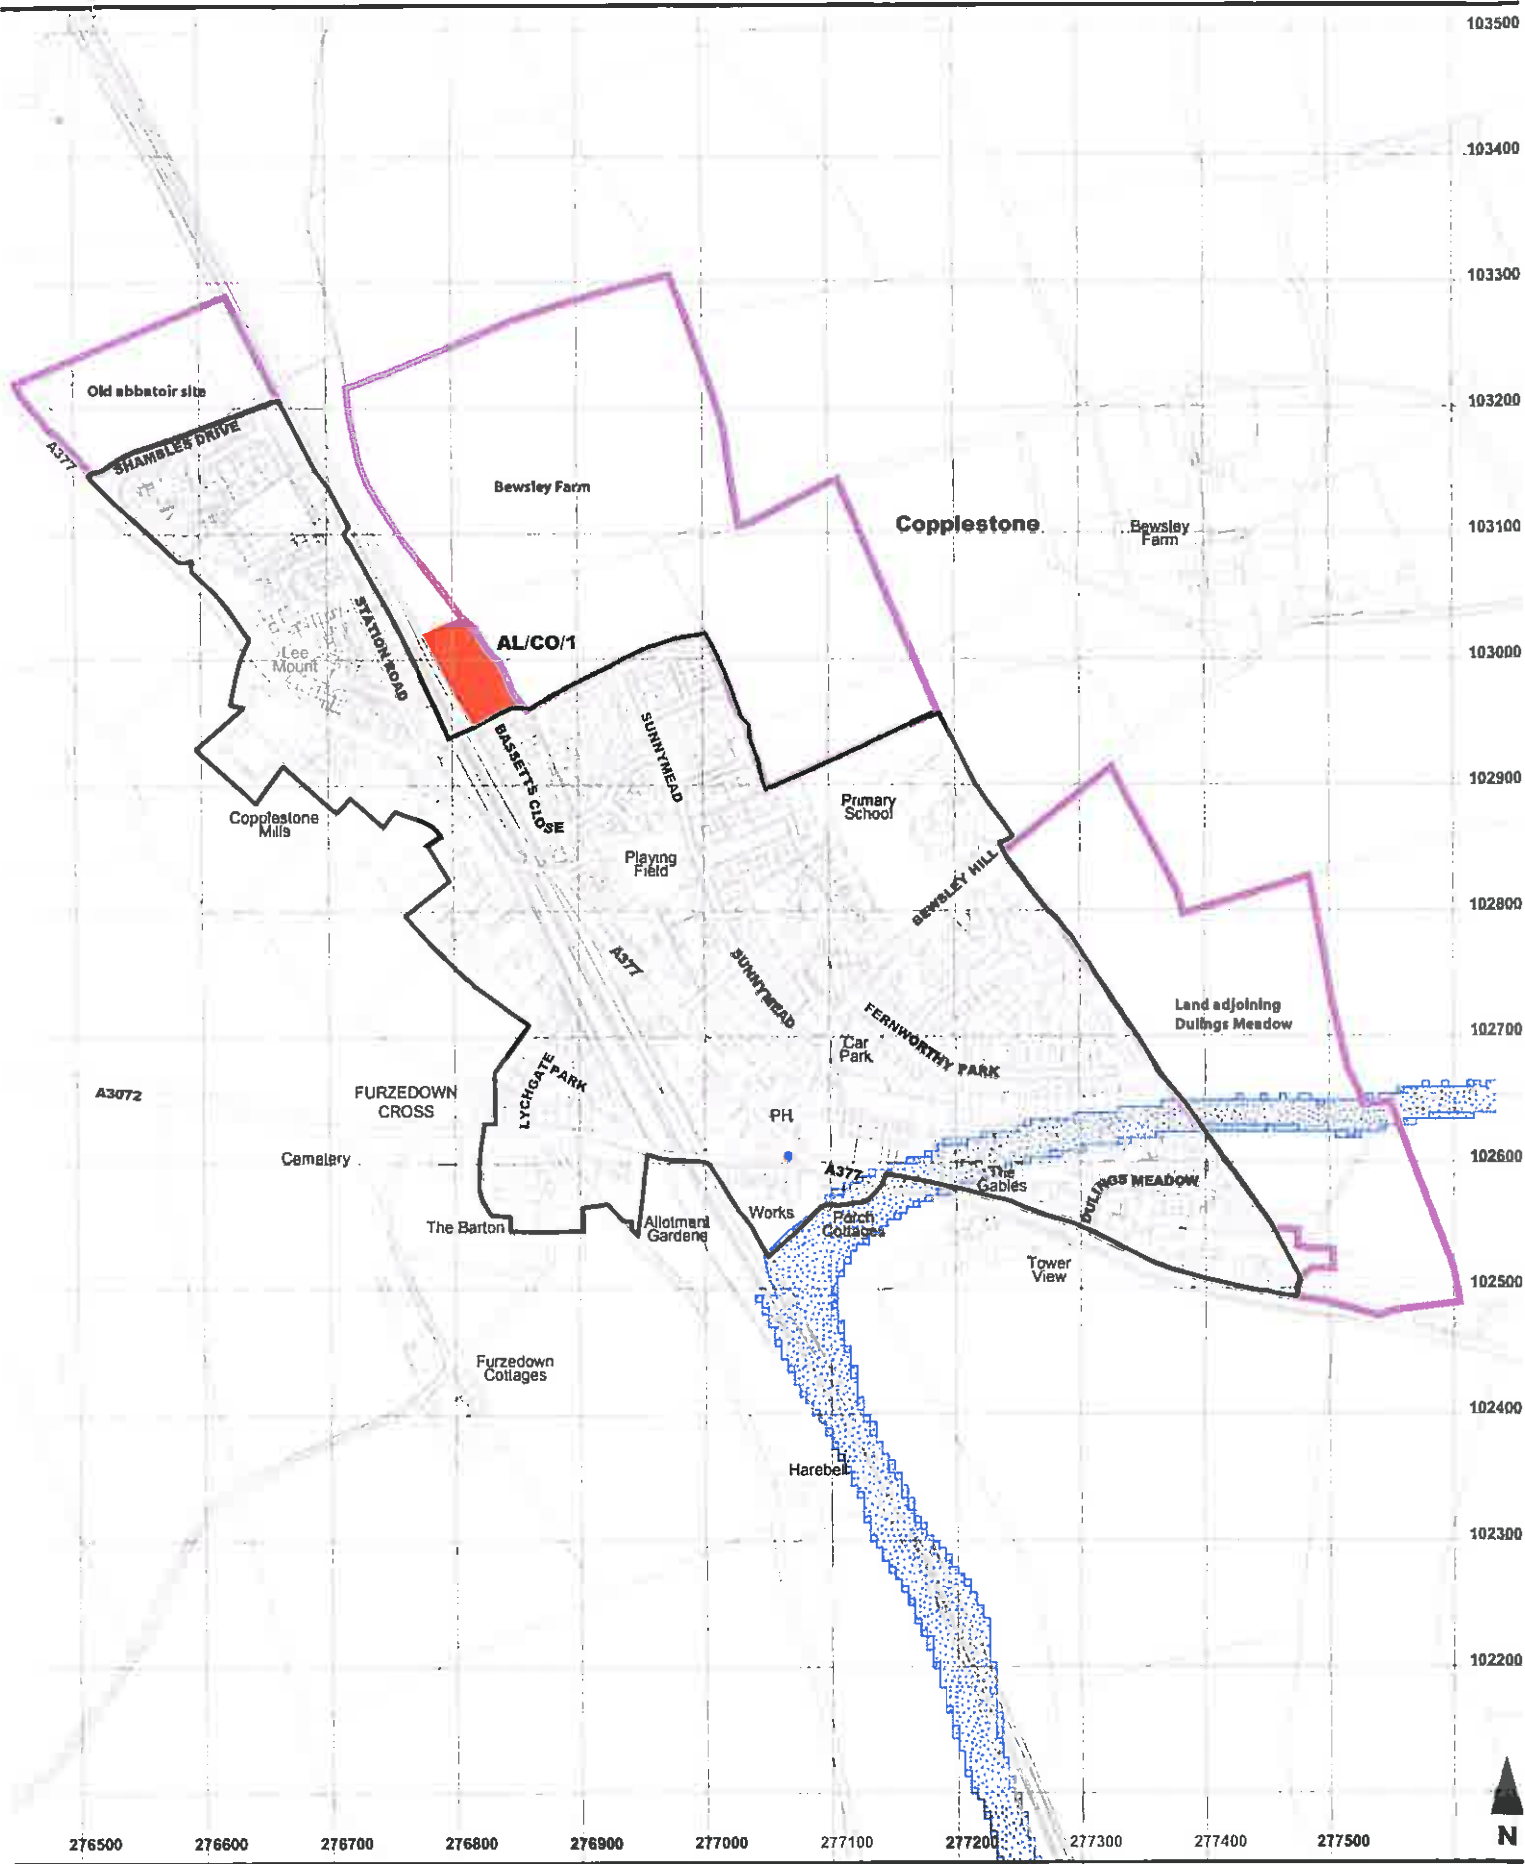 103500
103400
103300
Old abbatoir site
103200
SHAMBLES DRIVE
A377
Bewsley Farm
Copplestone
Bewsley
Farm
103100
STATION ROAD
AL/CO/1
Lee
Mount
103000
SUNNYMEAD
BASSETTS CLOSE
102900
Primary
School
Copplestone
Mills
Playing
Field
BEWSLEY HILL
102800
A377
SUNNYMEAD
Land adjoining
Dulings Meadow
FERNWORTHY PARK
102700
Car
Park
LYCHGATE
PARK
A3072
FURZEDOWN
CROSS
PH
Cemetery
102600
A377
The
Gables
DULINGS MEADOW
The Barton
Allotment
Gardens
Works
Porch
Cottages
Tower
View
102500
Furzedown
Cottages
102400
Harebell
102300
102200
276500
276600
276700
276800
276900
277000
277100
277200
277300
277400
277500
N